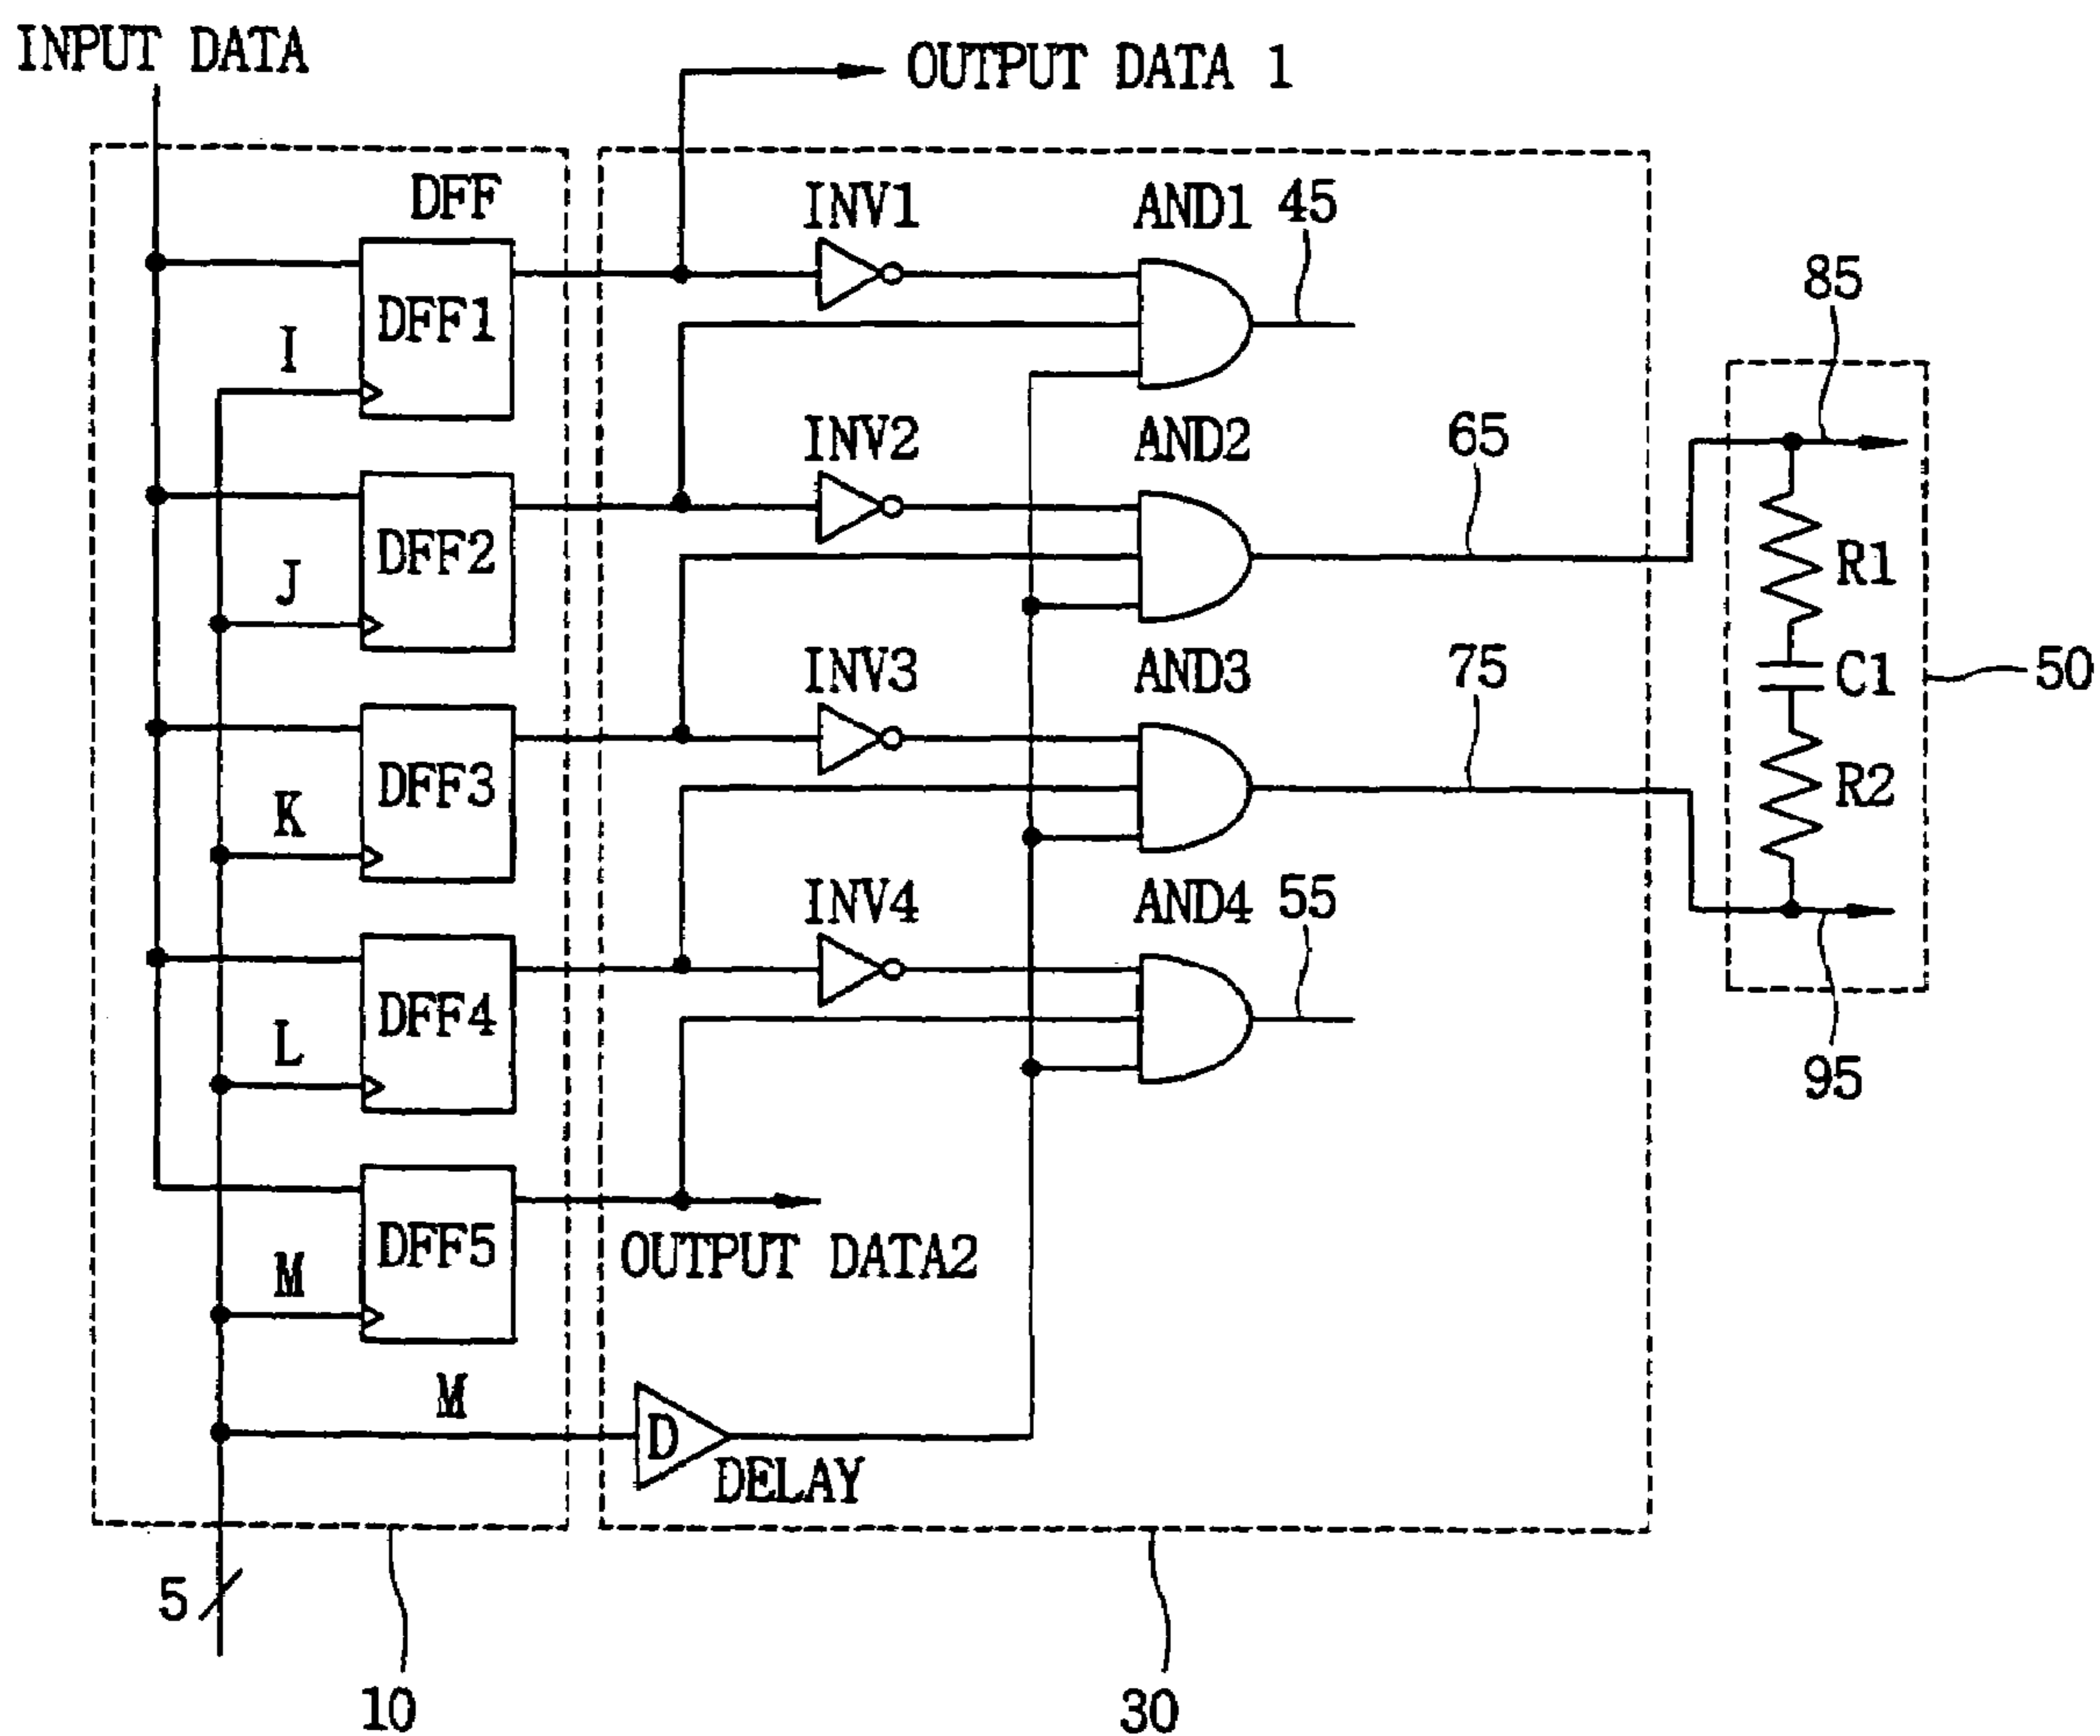 INPUT DATA
OUTPUT DATA 1
DFF
INV1
AND1
45
DFF1
I
85
INV2
AND2
65
DFF2
J
R1
INV3
AND3
75
C1
50
DFF3
K
R2
INV4
AND4
55
DFF4
L
95
DFF5
M
OUTPUT DATA2
M
D
DELAY
5
10
30